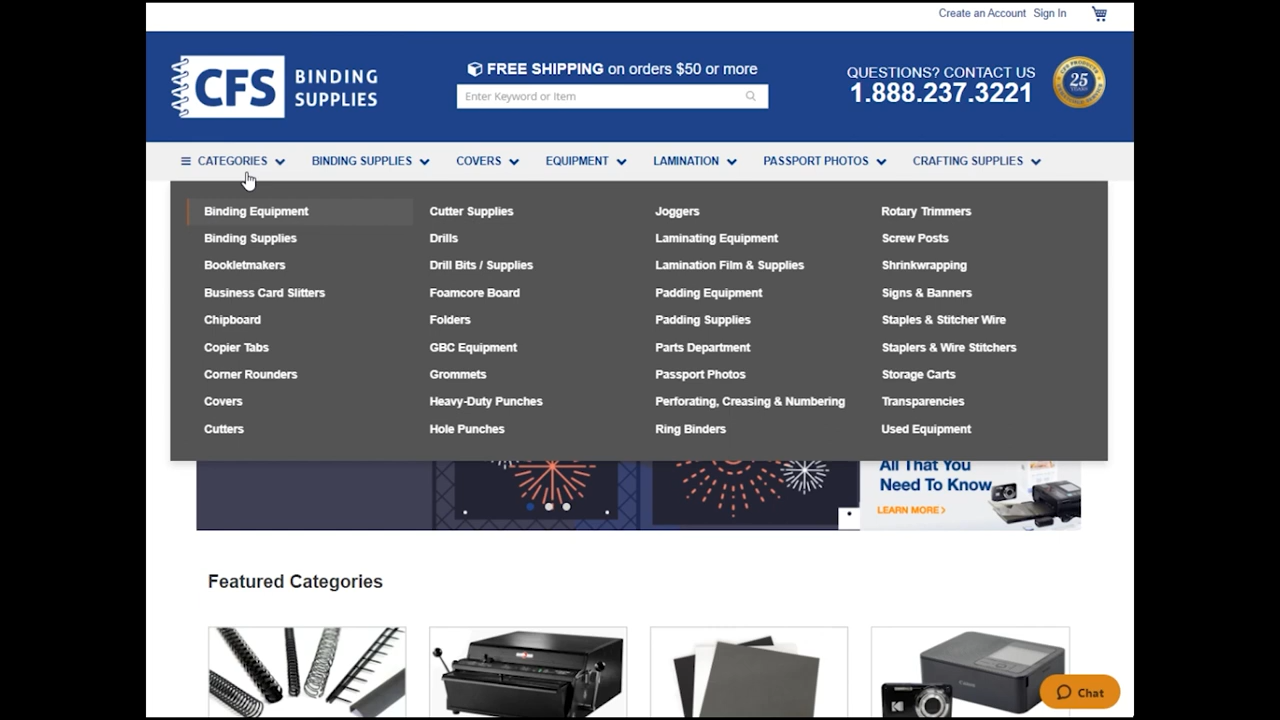 Create an Account Sign In
CFS BINDING SUPPLIES
FREE SHIPPING on orders $50 or more
Enter Keyword or Item
QUESTIONS? CONTACT US
1.888.237.3221
25
YEARS
CATEGORIES BINDING SUPPLIES COVERS EQUIPMENT LAMINATION PASSPORT PHOTOS CRAFTING SUPPLIES
Binding Equipment
Binding Supplies
Bookletmakers
Business Card Slitters
Chipboard
Copier Tabs
Corner Rounders
Covers
Cutters
Cutter Supplies
Drills
Drill Bits / Supplies
Foamcore Board
Folders
GBC Equipment
Grommets
Heavy-Duty Punches
Hole Punches
Joggers
Laminating Equipment
Lamination Film & Supplies
Padding Equipment
Padding Supplies
Parts Department
Passport Photos
Perforating, Creasing & Numbering
Ring Binders
Rotary Trimmers
Screw Posts
Shrinkwrapping
Signs & Banners
Staples & Stitcher Wire
Staplers & Wire Stitchers
Storage Carts
Transparencies
Used Equipment
All That You
Need To Know
LEARN MORE >
Featured Categories
Canon
KODAK
Chat